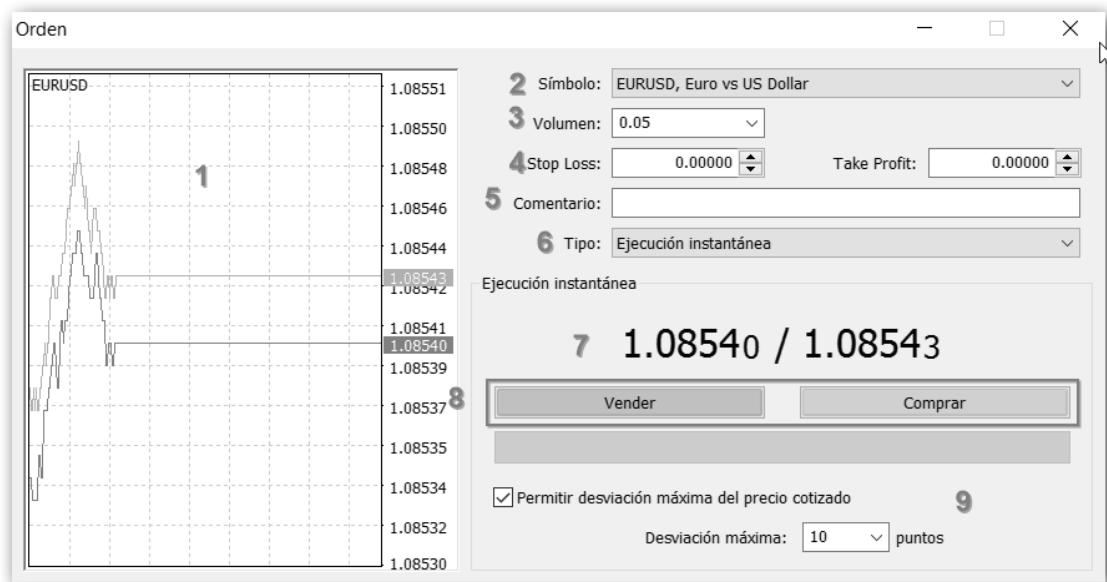 Orden
EURUSD
1.08551
1.08550
1.08548
1.08546
1.08544
1.08543
1.08542
1.08541
1.08540
1.08539
1.08537
1.08535
1.08534
1.08532
1.08530
1
2 Símbolo: EURUSD, Euro vs US Dollar
3 Volumen: 0.05
4 Stop Loss: 0.00000 Take Profit: 0.00000
5 Comentario:
6 Tipo: Ejecución instantánea
Ejecución instantánea
7 1.08540 / 1.08543
8 Vender Comprar
Permitir desviación máxima del precio cotizado 9
Desviación máxima: 10 puntos